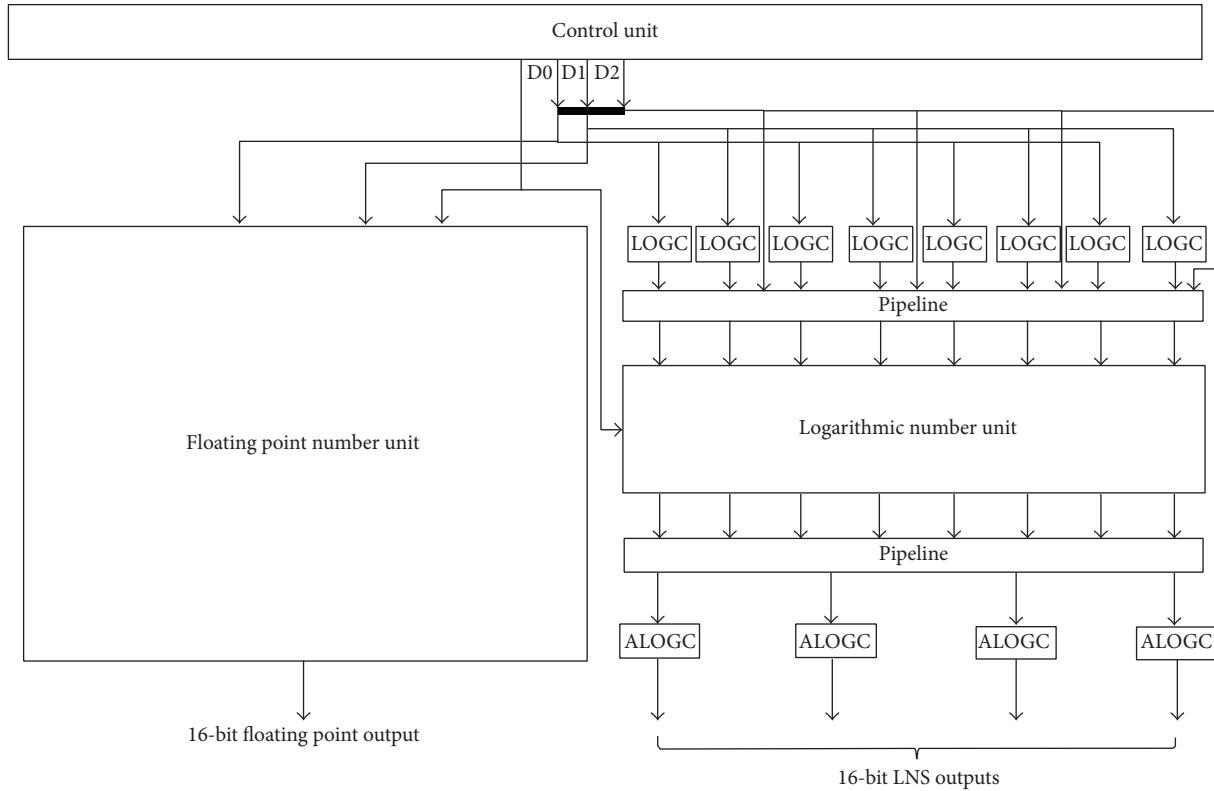 Control unit
D0 D1 D2
LOGC LOGC LOGC LOGC LOGC LOGC LOGC LOGC
Pipeline
Floating point number unit
Logarithmic number unit
Pipeline
ALOGC ALOGC ALOGC ALOGC
16-bit floating point output
16-bit LNS outputs